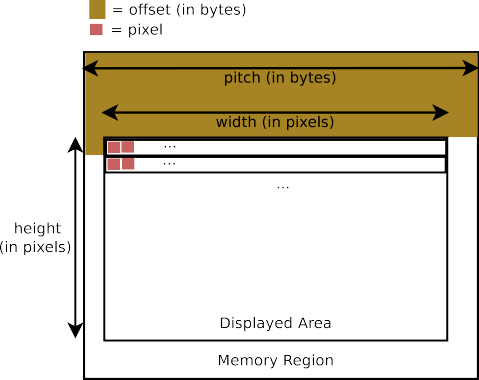 = offset (in bytes)
= pixel
pitch (in bytes)
width (in pixels)
...
...
...
height
(in pixels)
Displayed Area
Memory Region